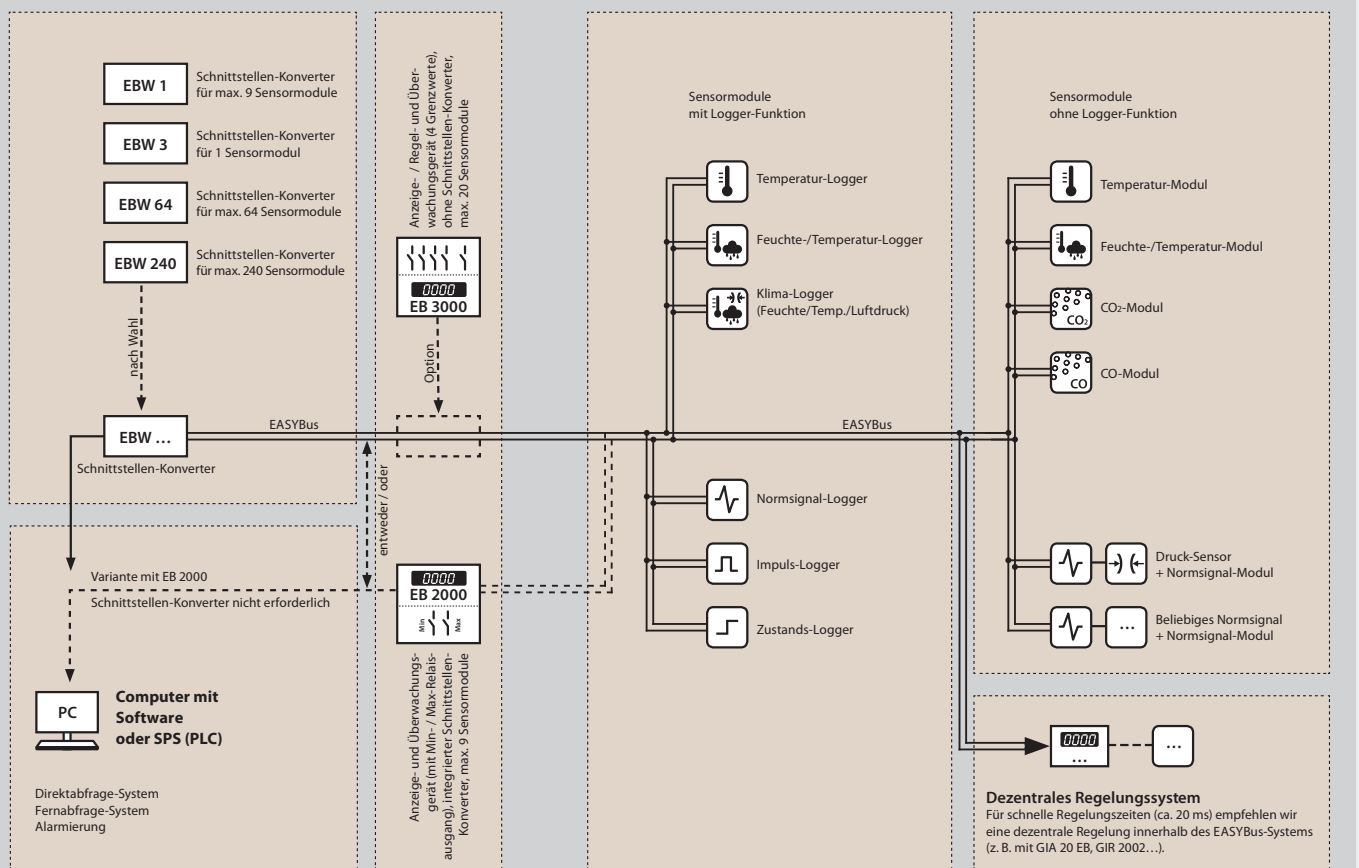 EBW 1
Schnittstellen-Konverter
für max. 9 Sensormodule
EBW 3
Schnittstellen-Konverter
für 1 Sensormodul
EBW 64
Schnittstellen-Konverter
für max. 64 Sensormodule
EBW 240
Schnittstellen-Konverter
für max. 240 Sensormodule
nach Wahl
EBW …
Schnittstellen-Konverter
EASYBus
Anzeige- / Regel- und Über-
wachungsgerät (4 Grenzwerte),
ohne Schnittstellen-Konverter,
max. 20 Sensormodule
0000
EB 3000
Option
entweder / oder
Variante mit EB 2000
Schnittstellen-Konverter nicht erforderlich
0000
EB 2000
Min
Max
Anzeige- und Überwachungs-
gerät (mit Min- / Max-Relais-
ausgang), integrierter Schnittstellen-
Konverter, max. 9 Sensormodule
PC
Computer mit
Software
oder SPS (PLC)
Direktabfrage-System
Fernabfrage-System
Alarmierung
Sensormodule
mit Logger-Funktion
Temperatur-Logger
Feuchte-/Temperatur-Logger
Klima-Logger
(Feuchte/Temp./Luftdruck)
EASYBus
Normsignal-Logger
Impuls-Logger
Zustands-Logger
Sensormodule
ohne Logger-Funktion
Temperatur-Modul
Feuchte-/Temperatur-Modul
CO₂
CO₂-Modul
CO
CO-Modul
Druck-Sensor
+ Normsignal-Modul
…
Beliebiges Normsignal
+ Normsignal-Modul
0000
…
…
Dezentrales Regelungssystem
Für schnelle Regelungszeiten (ca. 20 ms) empfehlen wir
eine dezentrale Regelung innerhalb des EASYBus-Systems
(z. B. mit GIA 20 EB, GIR 2002…).